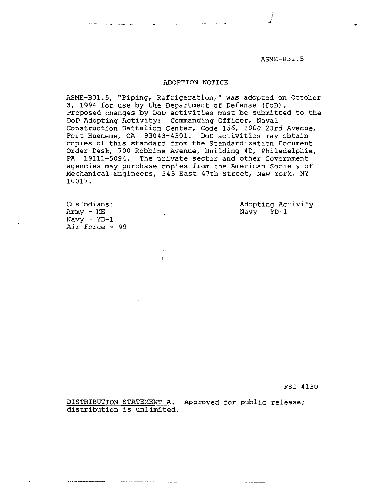 ASME-B31.5
ADOPTION NOTICE
ASME-B31.5, "Piping, Refrigeration," was adopted on October
3, 1994 for use by the Department of Defense (DoD).
Proposed changes by DoD activities must be submitted to the
DoD Adopting Activity: Commanding Officer, Naval
Construction Battalion Center, Code 156, 1000 23rd Avenue,
Port Hueneme, CA 93043-4301. DoD activities may obtain
copies of this standard from the Standardization Document
Order Desk, 700 Robbins Avenue, Building 4D, Philadelphia,
PA 19111-5094. The private sector and other Government
agencies may purchase copies from the American Society of
Mechanical Engineers, 345 East 47th Street, New York, NY
10017.
Custodians: Adopting Activity
Army - ME Navy - YD-1
Navy - YD-1
Air Force - 99
FSC 4130
DISTRIBUTION STATEMENT A. Approved for public release;
distribution is unlimited.